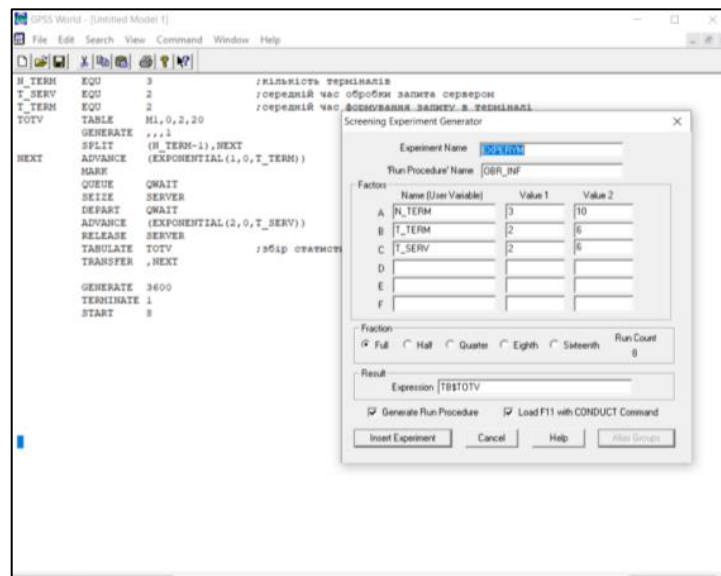 GPSS World - [Untitled Model 1]
File Edit Search View Command Window Help
N_TERM EQU 3 ;кількість терміналів
T_SERV EQU 2 ;середній час обробки запита сервером
T_TERM EQU 2 ;середній час формування запиту в терміналі
TOTV TABLE M1,0,2,20
GENERATE ,,,1
SPLIT (N_TERM-1),NEXT
NEXT ADVANCE (EXPONENTIAL(1,0,T_TERM))
MARK
QUEUE QWAIT
SEIZE SERVER
DEPART QWAIT
ADVANCE (EXPONENTIAL(2,0,T_SERV))
RELEASE SERVER
TABULATE TOTV ;збір статист
TRANSFER ,NEXT
GENERATE 3600
TERMINATE 1
START 8
Screening Experiment Generator
Experiment Name
'Run Procedure' Name OBR_INF
Factors
Name (User Variable) Value 1 Value 2
A N_TERM 3 10
B T_TERM 2 6
C T_SERV 2 6
D
E
F
Fraction
Full Half Quarter Eighth Sixteenth Run Count
8
Result
Expression TB$TOTV
Generate Run Procedure Load F11 with CONDUCT Command
Insert Experiment Cancel Help Alias Groups